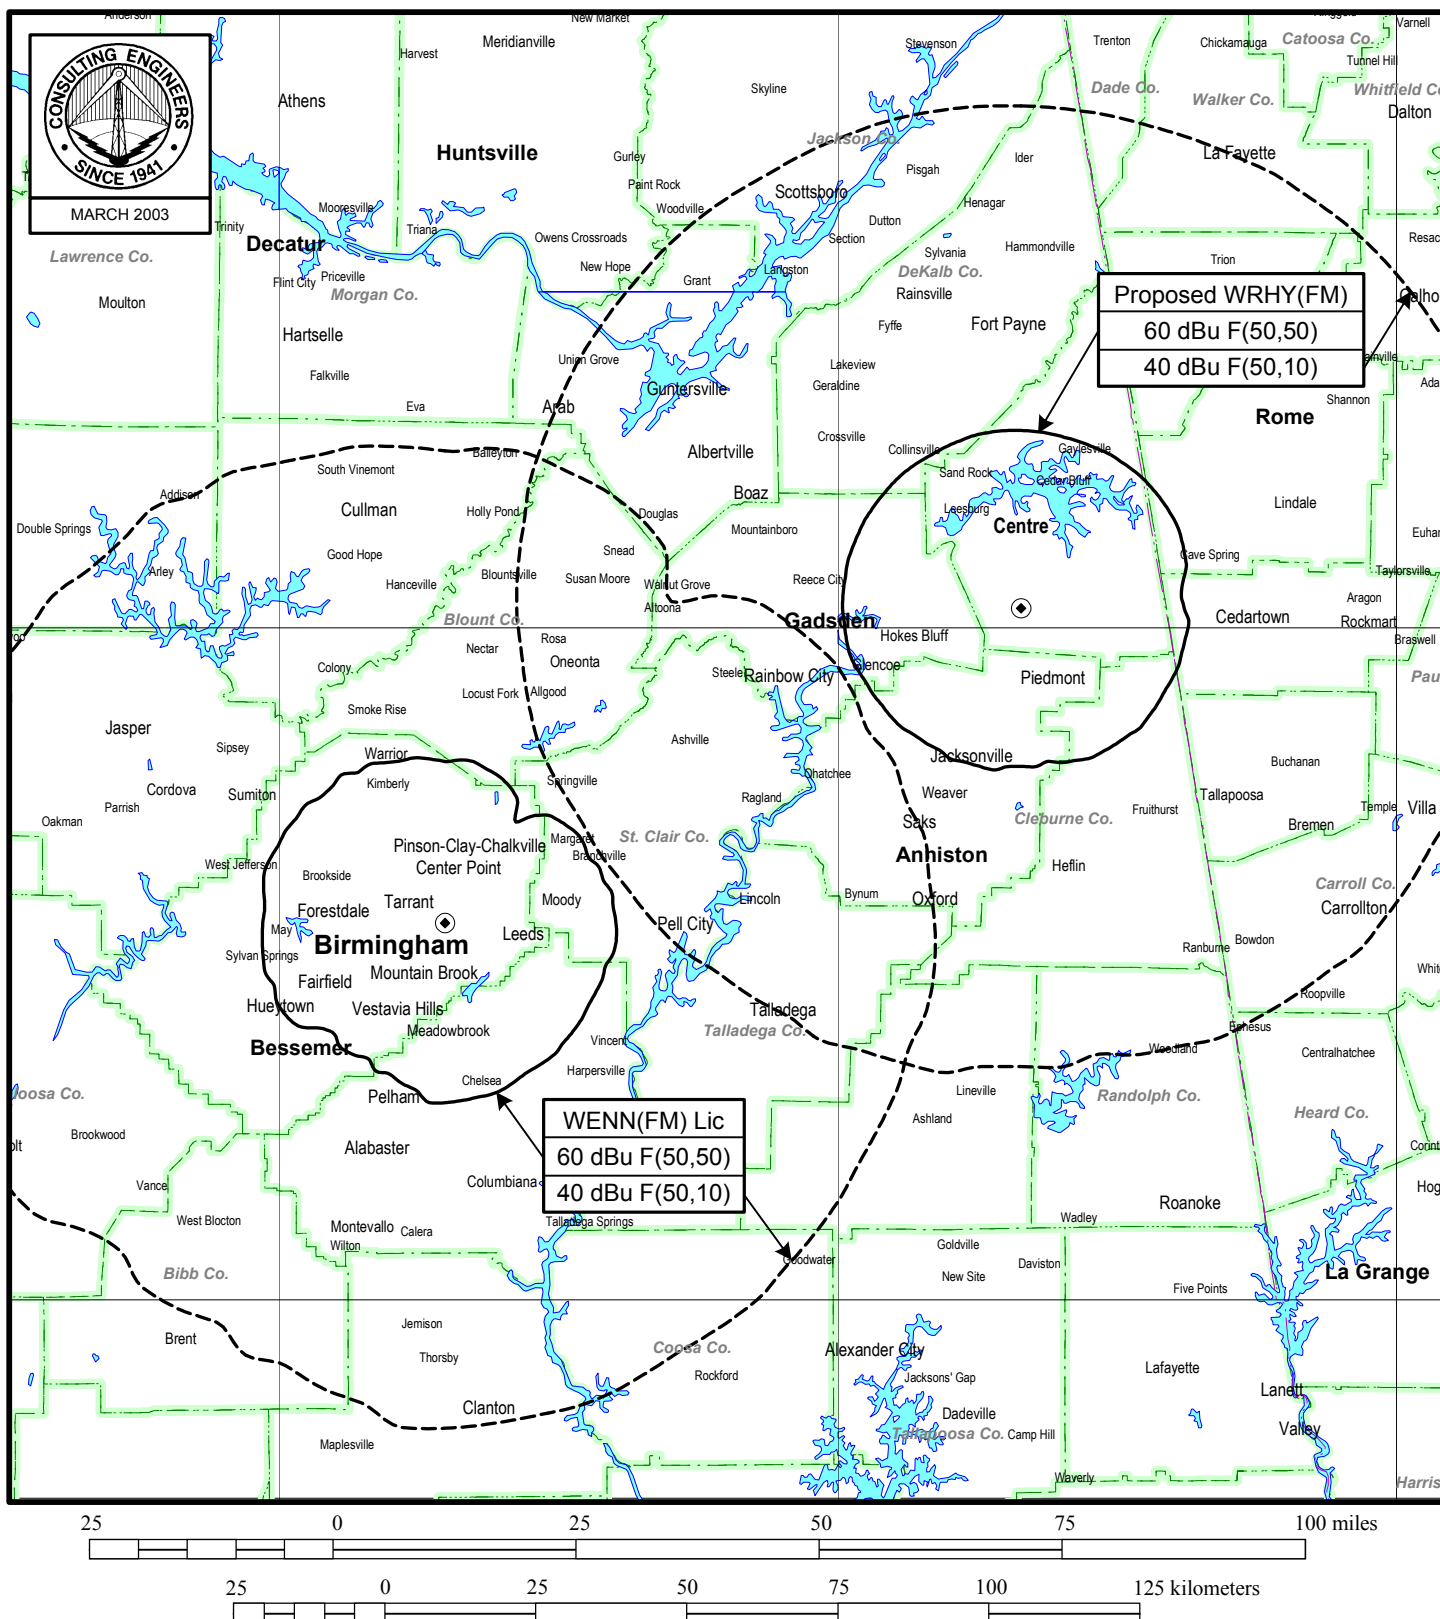 Anderson
New Market
Ringgold
Varnell
Harvest
Meridianville
Stevenson
Trenton
Chickamauga
Catoosa Co.
Tunnel Hill
CONSULTING ENGINEERS
SINCE 1941
MARCH 2003
Athens
Skyline
Dade Co.
Walker Co.
Whitfield Co
Dalton
Huntsville
Jackson Co.
Gurley
Pisgah
Ider
La Fayette
Paint Rock
Woodville
Scottsboro
Henagar
Mooresville
Trinity
Triana
Dutton
Decatur
Owens Crossroads
Section
Sylvania
Hammondville
Resac
Lawrence Co.
New Hope
Grant
Langston
DeKalb Co.
Trion
Flint City
Priceville
Morgan Co.
Rainsville
Moulton
Calho
Proposed WRHY(FM)
60 dBu F(50,50)
40 dBu F(50,10)
Hartselle
Fyffe
Fort Payne
Union Grove
Lakeview
ainville
Falkville
Guntersville
Geraldine
Ada
Shannon
Eva
Arab
Rome
Crossville
Albertville
Collinsville
Gaylesville
Baileyton
South Vinemont
Sand Rock
Cedar Bluff
Addison
Boaz
Cullman
Holly Pond
Douglas
Leesburg
Lindale
Double Springs
Mountainboro
Centre
Euhar
Good Hope
Snead
Cave Spring
Arley
Hanceville
Blountsville
Susan Moore
Walnut Grove
Reece City
Taylorsville
Altoona
Aragon
Blount Co.
Gadsden
Cedartown
Rockmart
Rosa
Hokes Bluff
Braswell
Nectar
Oneonta
Colony
Steele
Rainbow City
Glencoe
Piedmont
Pau
Locust Fork
Allgood
Smoke Rise
Jasper
Sipsey
Warrior
Ashville
Jacksonville
Buchanan
Cordova
Kimberly
Springville
Ohatchee
Sumiton
Ragland
Weaver
Tallapoosa
Parrish
Fruithurst
Temple
Villa
Oakman
Saks
Cleburne Co.
Bremen
Pinson-Clay-Chalkville
Margaret
St. Clair Co.
Center Point
Branchville
Anniston
West Jefferson
Heflin
Brookside
Carroll Co.
Tarrant
Moody
Lincoln
Bynum
Oxford
Forestdale
Carrollton
Pell City
May
Leeds
Birmingham
Ranburne
Bowdon
Sylvan Springs
Mountain Brook
White
Fairfield
Hueytown
Vestavia Hills
Talladega
Roopville
Meadowbrook
Talladega Co.
Ephesus
Bessemer
Vincent
Woodland
Centralhatchee
Harpersville
Chelsea
loosa Co.
Pelham
Lineville
Randolph Co.
Heard Co.
Ashland
WENN(FM) Lic
60 dBu F(50,50)
40 dBu F(50,10)
Brookwood
olt
Alabaster
Corint
Vance
Columbiana
Hog
Roanoke
West Blocton
Montevallo
Calera
Talladega Springs
Wadley
Wilton
Goldville
Goodwater
Daviston
Bibb Co.
New Site
La Grange
Five Points
Brent
Jemison
Coosa Co.
Alexander City
Thorsby
Rockford
Lafayette
Jacksons' Gap
Lanett
Clanton
Dadeville
Tallapoosa Co.
Camp Hill
Valley
Maplesville
Waverly
Harris
25 0 25 50 75 100 miles
25 0 25 50 75 100 125 kilometers